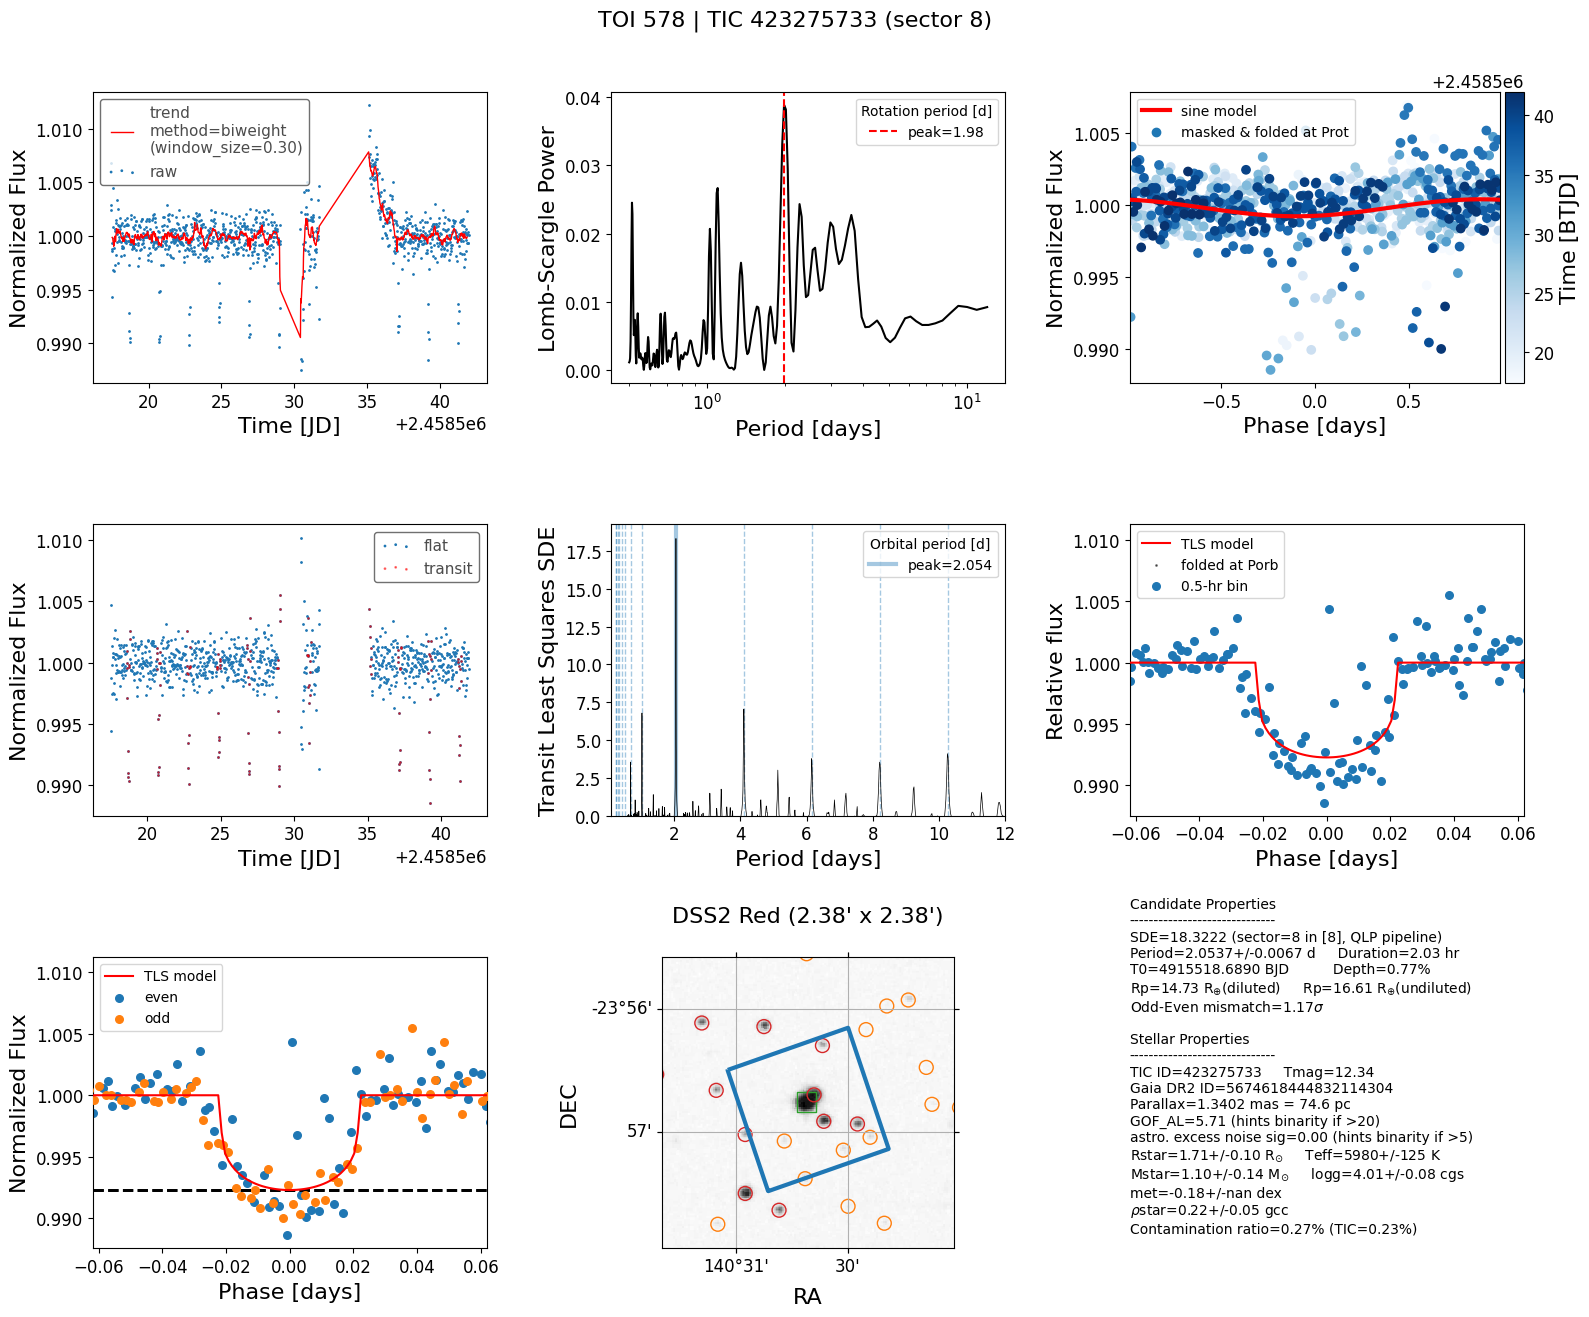 TOI 578 | TIC 423275733 (sector 8)
trend
method=biweight
(window_size=0.30)
raw
Normalized Flux
1.010
1.005
1.000
0.995
0.990
20 25 30 35 40
Time [JD]
+2.4585e6
Rotation period [d]
peak=1.98
Lomb-Scargle Power
0.04
0.03
0.02
0.01
0.00
10⁰ 10¹
Period [days]
+2.4585e6
sine model
masked & folded at Prot
Normalized Flux
1.005
1.000
0.995
0.990
−0.5 0.0 0.5
Phase [days]
40
35
30
25
20
Time [BTJD]
flat
transit
Normalized Flux
1.010
1.005
1.000
0.995
0.990
20 25 30 35 40
Time [JD]
+2.4585e6
Orbital period [d]
peak=2.054
Transit Least Squares SDE
17.5
15.0
12.5
10.0
7.5
5.0
2.5
0.0
2 4 6 8 10 12
Period [days]
TLS model
folded at Porb
0.5-hr bin
Relative flux
1.010
1.005
1.000
0.995
0.990
−0.06 −0.04 −0.02 0.00 0.02 0.04 0.06
Phase [days]
TLS model
even
odd
Normalized Flux
1.010
1.005
1.000
0.995
0.990
−0.06 −0.04 −0.02 0.00 0.02 0.04 0.06
Phase [days]
DSS2 Red (2.38' x 2.38')
DEC
-23°56'
57'
140°31' 30'
RA
Candidate Properties
------------------------------
SDE=18.3222 (sector=8 in [8], QLP pipeline)
Period=2.0537+/-0.0067 d Duration=2.03 hr
T0=4915518.6890 BJD Depth=0.77%
Rp=14.73 R⊕(diluted) Rp=16.61 R⊕(undiluted)
Odd-Even mismatch=1.17σ
Stellar Properties
------------------------------
TIC ID=423275733 Tmag=12.34
Gaia DR2 ID=5674618444832114304
Parallax=1.3402 mas = 74.6 pc
GOF_AL=5.71 (hints binarity if >20)
astro. excess noise sig=0.00 (hints binarity if >5)
Rstar=1.71+/-0.10 R⊙ Teff=5980+/-125 K
Mstar=1.10+/-0.14 M⊙ logg=4.01+/-0.08 cgs
met=-0.18+/-nan dex
ρstar=0.22+/-0.05 gcc
Contamination ratio=0.27% (TIC=0.23%)